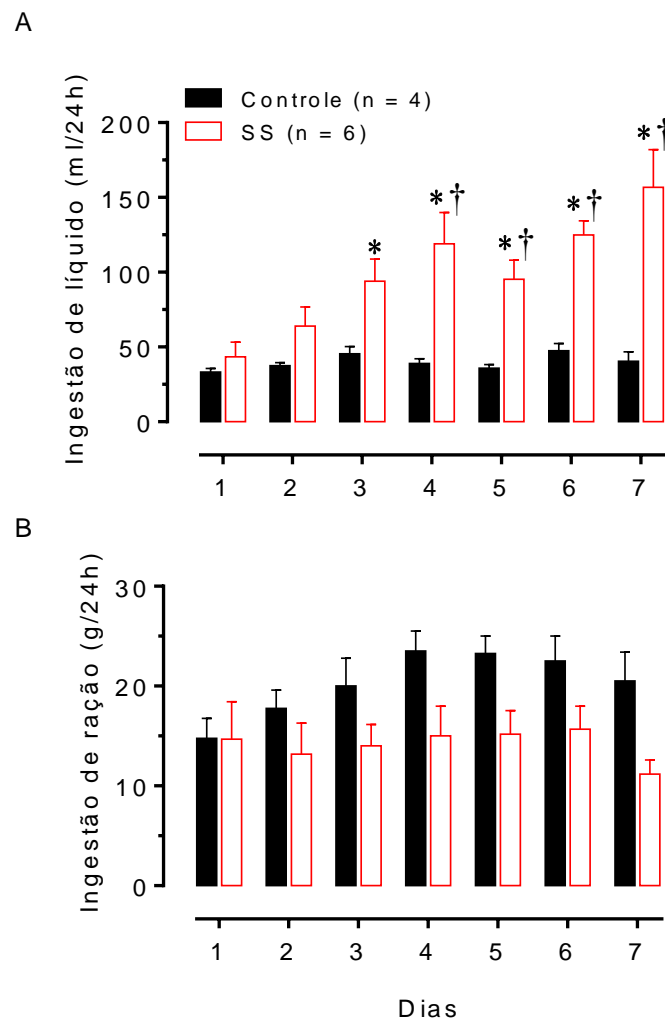 A
Controle (n = 4)
SS (n = 6)
Ingestão de líquido (ml/24h)
200
150
100
50
0
*
*†
*†
*†
*†
1 2 3 4 5 6 7
B
Ingestão de ração (g/24h)
30
20
10
0
1 2 3 4 5 6 7
Dias